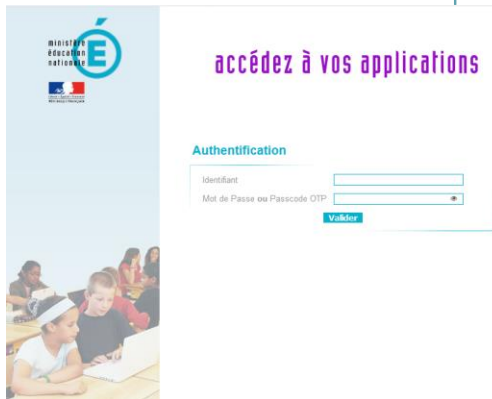 ministère
éducation
nationale
É
accédez à vos applications
Authentification
Identifiant
Mot de Passe ou Passcode OTP
Valider